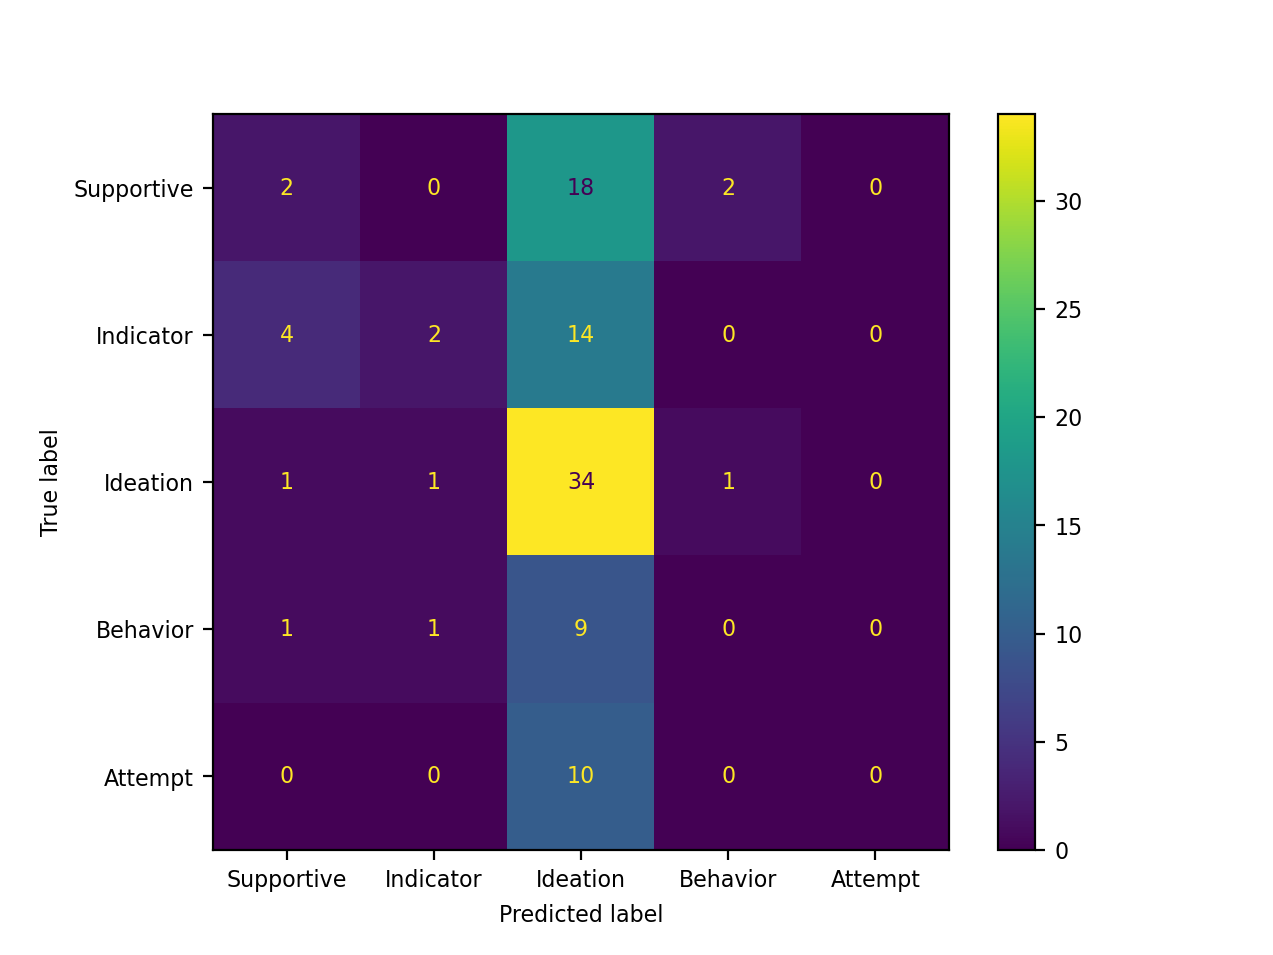 Supportive 2 0 18 2 0
Indicator 4 2 14 0 0
Ideation 1 1 34 1 0
Behavior 1 1 9 0 0
Attempt 0 0 10 0 0
Supportive Indicator Ideation Behavior Attempt
Predicted label
True label
30
25
20
15
10
5
0